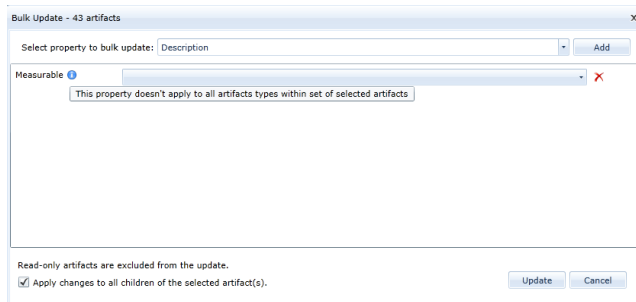 Bulk Update - 43 artifacts
x
Select property to bulk update: Description
Add
Measurable
This property doesn't apply to all artifacts types within set of selected artifacts
Read-only artifacts are excluded from the update.
Apply changes to all children of the selected artifact(s).
Update
Cancel